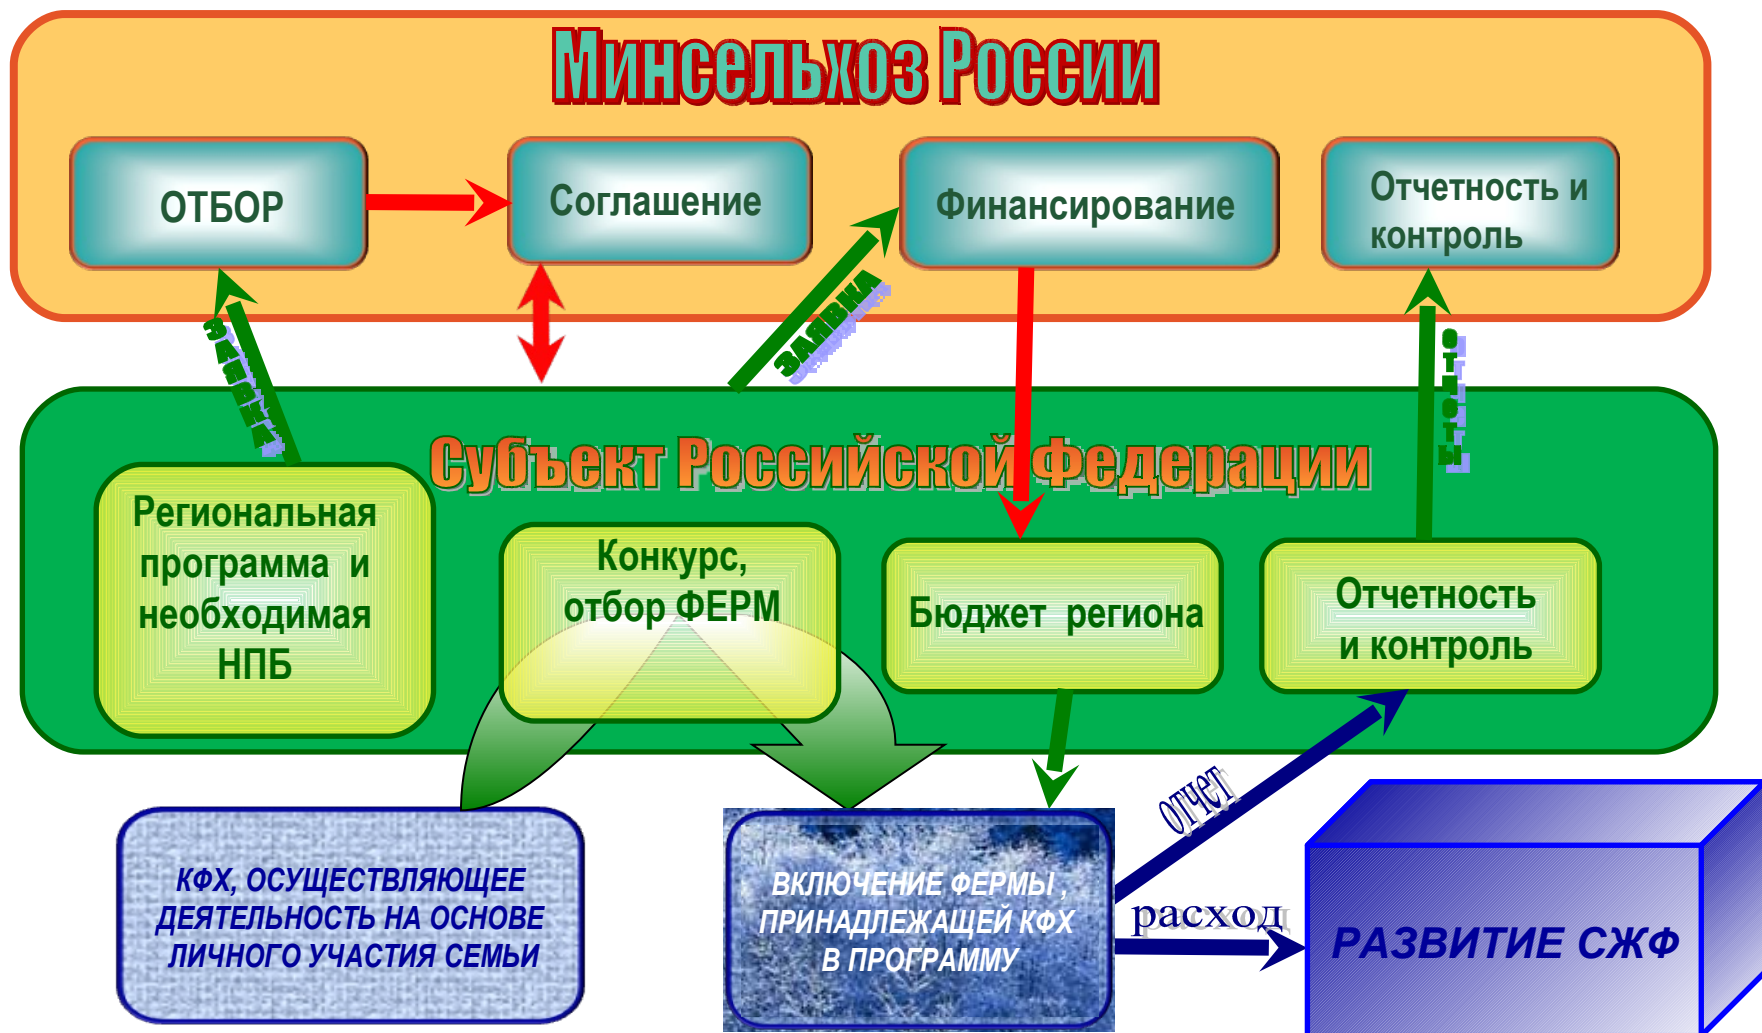 Минсельхоз России
ОТБОР
Соглашение
Финансирование
Отчетность и
контроль
ЗАЯВКА
ЗАЯВКА
Субъект Российской Федерации
Региональная
программа и
необходимая
НПБ
Конкурс,
отбор ФЕРМ
Бюджет региона
Отчетность
и контроль
отчет
КФХ, ОСУЩЕСТВЛЯЮЩЕЕ
ДЕЯТЕЛЬНОСТЬ НА ОСНОВЕ
ЛИЧНОГО УЧАСТИЯ СЕМЬИ
ВКЛЮЧЕНИЕ ФЕРМЫ ,
ПРИНАДЛЕЖАЩЕЙ КФХ
В ПРОГРАММУ
расход
РАЗВИТИЕ СЖФ